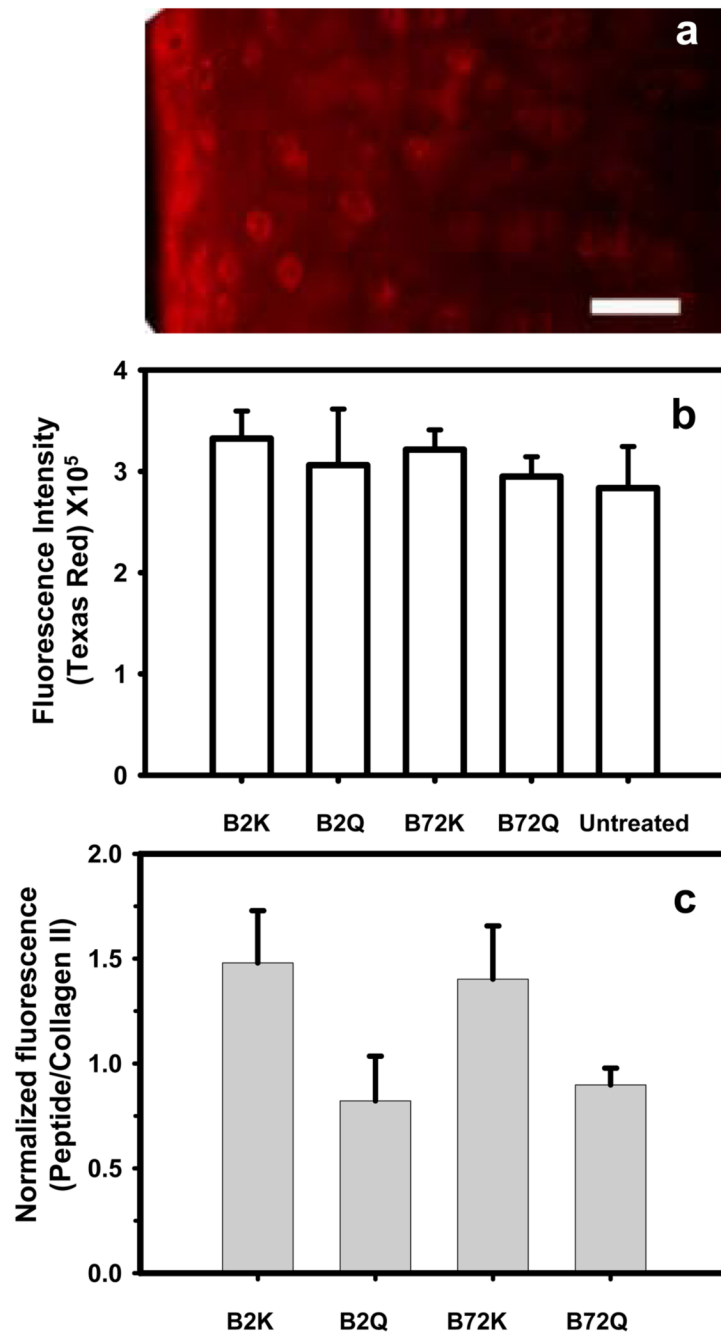 a
b
Fluorescence Intensity
(Texas Red) X10⁵
4
3
2
1
0
B2K B2Q B72K B72Q Untreated
c
Normalized fluorescence
(Peptide/Collagen II)
2.0
1.5
1.0
0.5
0.0
B2K B2Q B72K B72Q